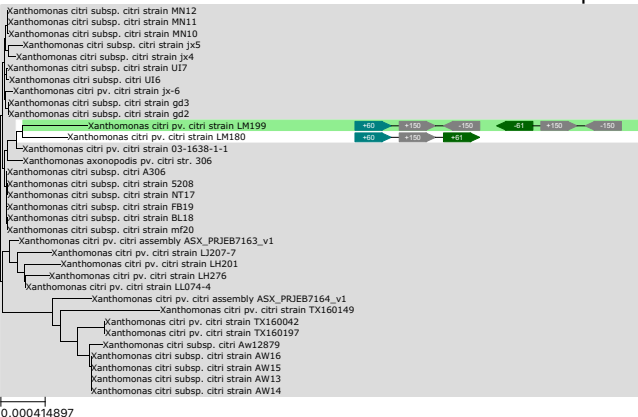 Xanthomonas citri subsp. citri strain MN12
Xanthomonas citri subsp. citri strain MN11
Xanthomonas citri subsp. citri strain MN10
Xanthomonas citri subsp. citri strain jx5
Xanthomonas citri subsp. citri strain jx4
Xanthomonas citri subsp. citri strain UI7
Xanthomonas citri subsp. citri strain UI6
Xanthomonas citri pv. citri strain jx-6
Xanthomonas citri subsp. citri strain gd3
Xanthomonas citri subsp. citri strain gd2
Xanthomonas citri pv. citri strain LM199 +60 +150 -150 -61 +150 -150
Xanthomonas citri pv. citri strain LM180 +60 +150 +61
Xanthomonas citri pv. citri strain 03-1638-1-1
Xanthomonas axonopodis pv. citri str. 306
Xanthomonas citri subsp. citri A306
Xanthomonas citri subsp. citri strain 5208
Xanthomonas citri subsp. citri strain NT17
Xanthomonas citri subsp. citri strain FB19
Xanthomonas citri subsp. citri strain BL18
Xanthomonas citri subsp. citri strain mf20
Xanthomonas citri pv. citri assembly ASX_PRJEB7163_v1
Xanthomonas citri pv. citri strain LJ207-7
Xanthomonas citri pv. citri strain LH201
Xanthomonas citri pv. citri strain LH276
Xanthomonas citri pv. citri strain LL074-4
Xanthomonas citri pv. citri assembly ASX_PRJEB7164_v1
Xanthomonas citri pv. citri strain TX160149
Xanthomonas citri pv. citri strain TX160042
Xanthomonas citri pv. citri strain TX160197
Xanthomonas citri subsp. citri Aw12879
Xanthomonas citri subsp. citri strain AW16
Xanthomonas citri subsp. citri strain AW15
Xanthomonas citri subsp. citri strain AW13
Xanthomonas citri subsp. citri strain AW14
0.000414897